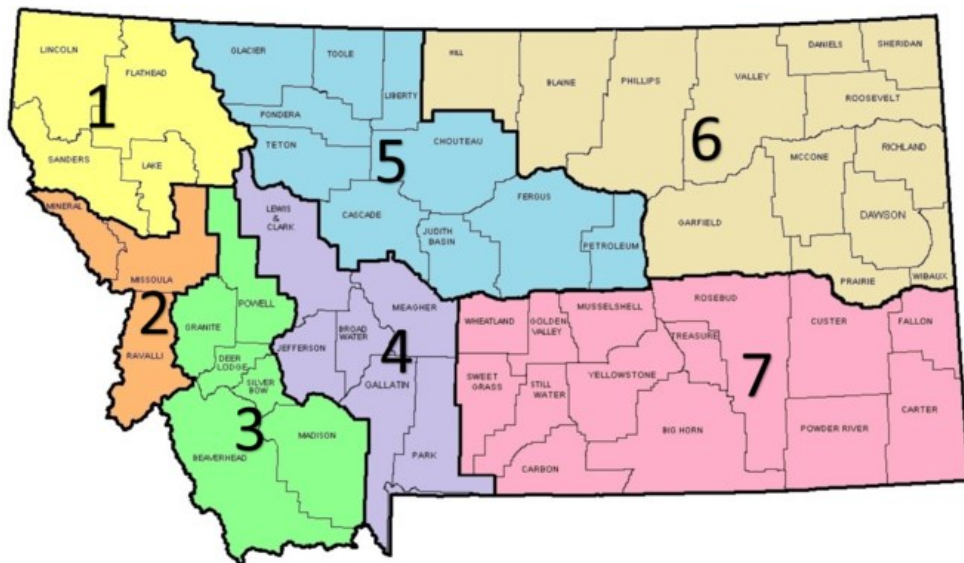 LINCOLN
FLATHEAD
1
SANDERS
LAKE
MINERAL
MISSOULA
2
RAVALLI
POWELL
GRANITE
DEER
LODGE
SILVER
BOW
3
BEAVERHEAD
MADISON
LEWIS
&
CLARK
MEAGHER
JEFFERSON
BROAD
WATER
4
GALLATIN
PARK
GLACIER
TOOLE
LIBERTY
PONDERA
TETON
5
CHOUTEAU
CASCADE
JUDITH
BASIN
FERGUS
PETROLEUM
HILL
BLAINE
PHILLIPS
VALLEY
DANIELS
SHERIDAN
ROOSEVELT
6
RICHLAND
MCCONE
GARFIELD
DAWSON
PRAIRIE
WIBAUX
WHEATLAND
GOLDEN
VALLEY
MUSSELSHELL
ROSEBUD
TREASURE
CUSTER
FALLON
SWEET
GRASS
STILL
WATER
YELLOWSTONE
7
BIG HORN
POWDER RIVER
CARTER
CARBON